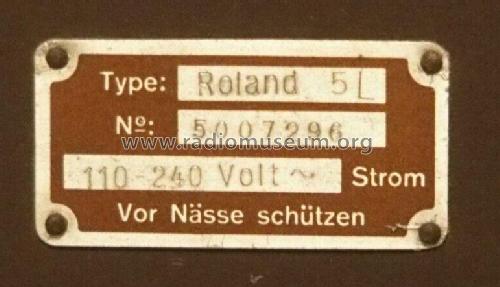 Type: Roland 5L
Nº: 5007296
www.radiomuseum.org
110-240 Volt ~ Strom
Vor Nässe schützen